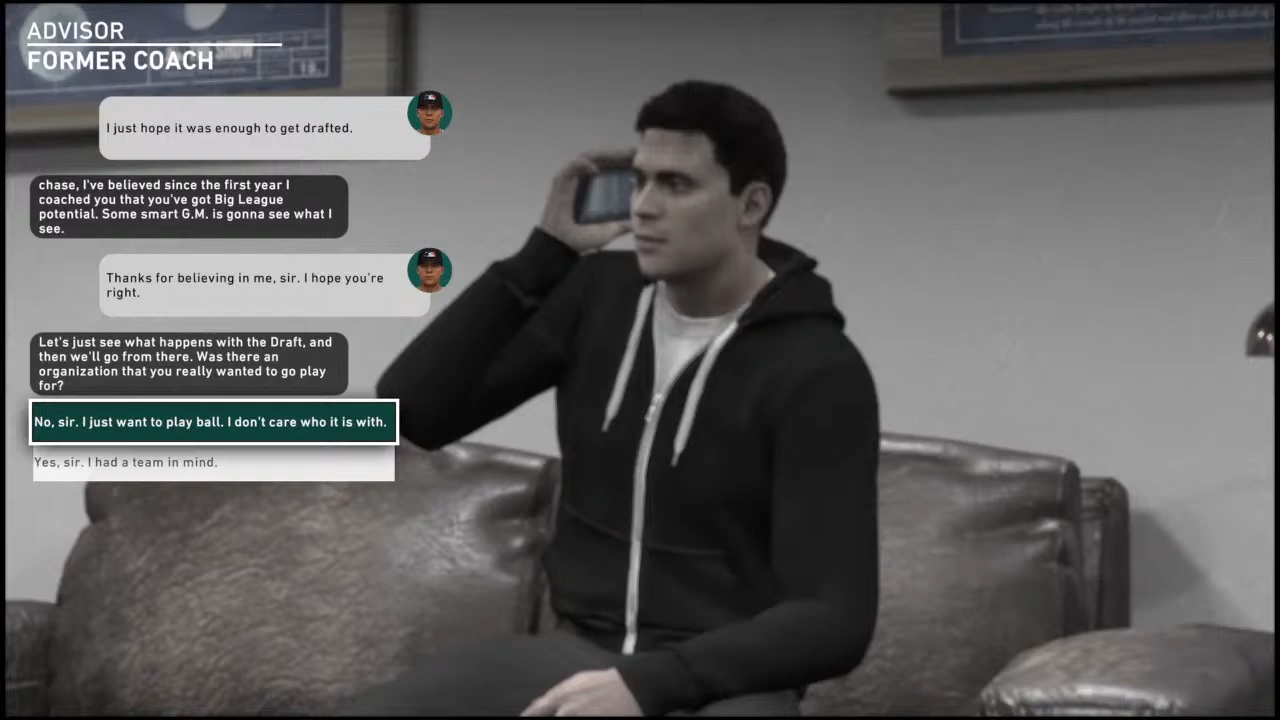 ADVISOR
FORMER COACH
I just hope it was enough to get drafted.
chase, I've believed since the first year I
coached you that you've got Big League
potential. Some smart G.M. is gonna see what I
see.
Thanks for believing in me, sir. I hope you're
right.
Let's just see what happens with the Draft, and
then we'll go from there. Was there an
organization that you really wanted to go play
for?
No, sir. I just want to play ball. I don't care who it is with.
Yes, sir. I had a team in mind.